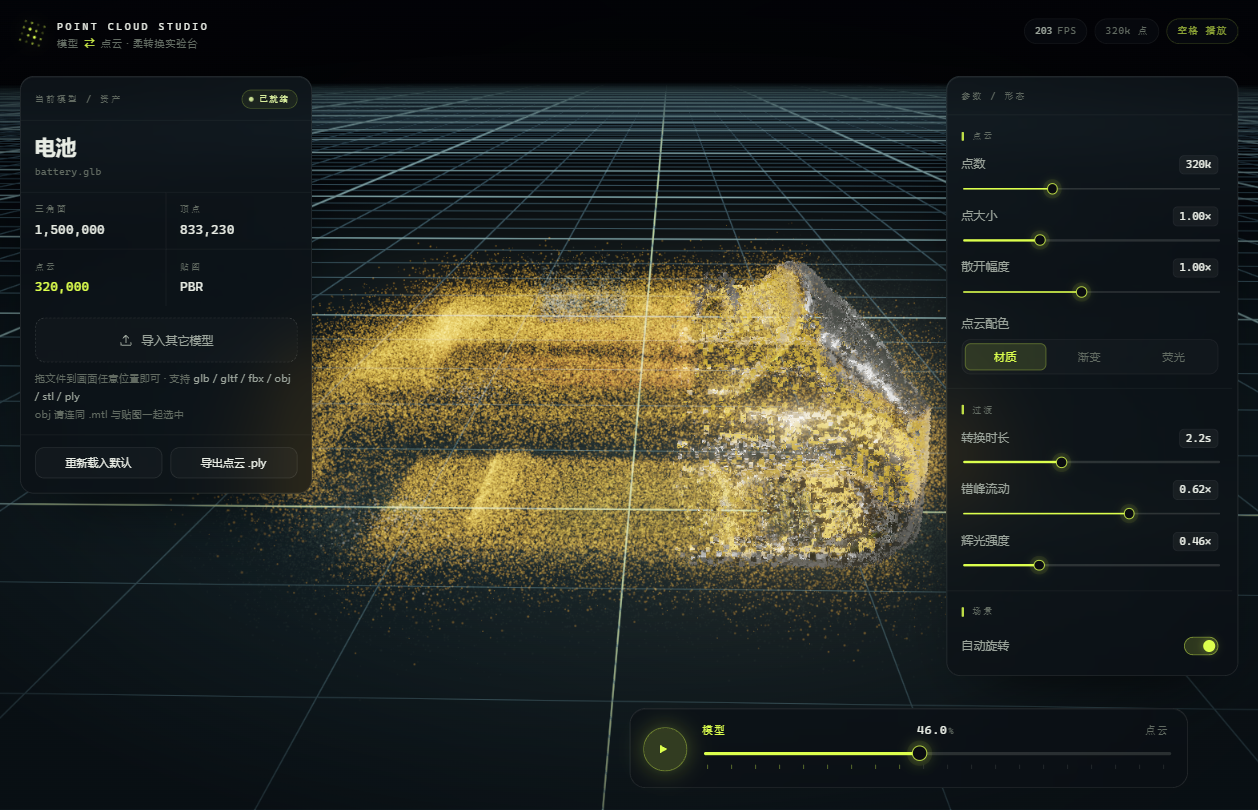 POINT CLOUD STUDIO
模型 ⇄ 点云 · 柔转换实验台
203 FPS
320k 点
空格 播放
当前模型 / 资产
已就绪
电池
battery.glb
三角面
1,500,000
顶点
833,230
点云
320,000
贴图
PBR
导入其它模型
拖文件到画面任意位置即可 · 支持 glb / gltf / fbx / obj
/ stl / ply
obj 请连同 .mtl 与贴图一起选中
重新载入默认
导出点云 .ply
参数 / 形态
点云
点数
320k
点大小
1.00×
散开幅度
1.00×
点云配色
材质
渐变
荧光
过渡
转换时长
2.2s
错峰流动
0.62×
辉光强度
0.46×
场景
自动旋转
模型
46.0%
点云